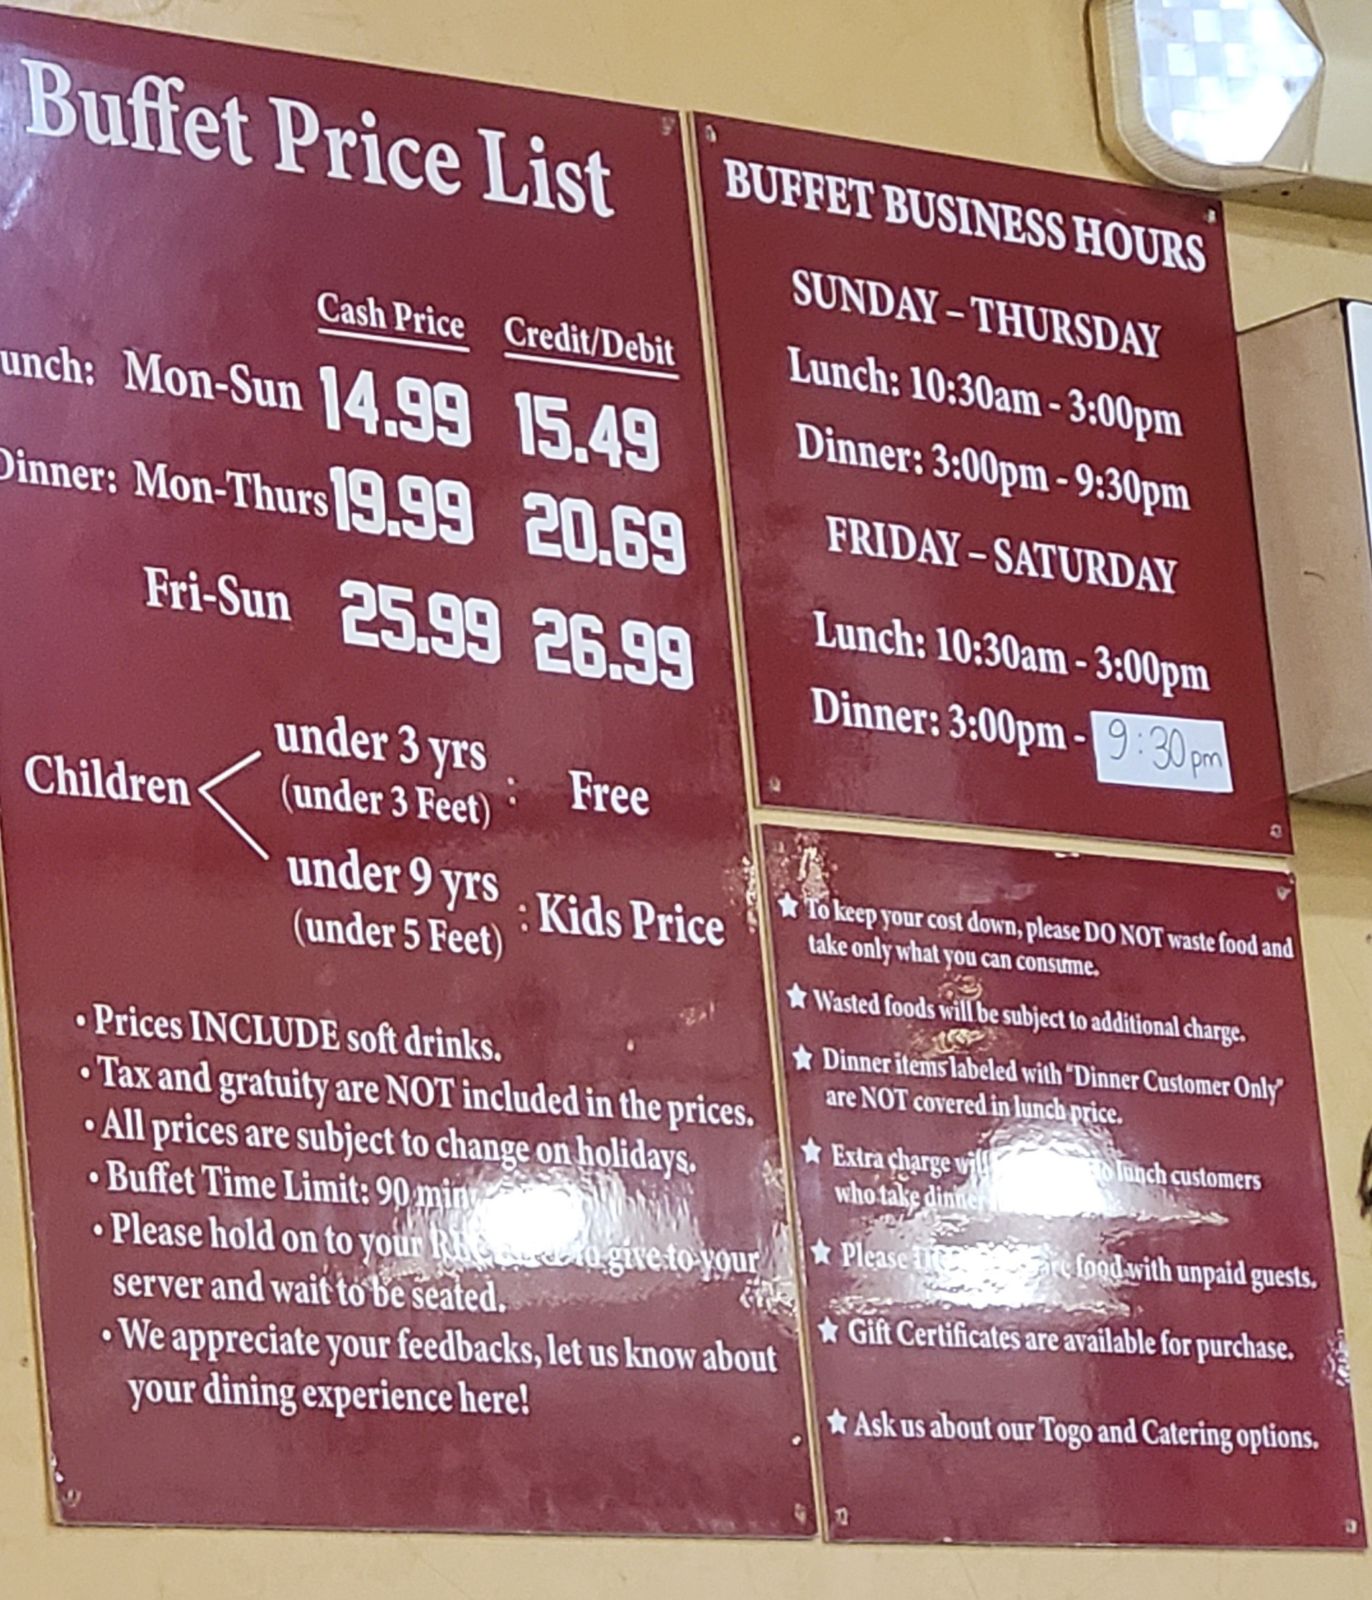 Buffet Price List
Cash Price Credit/Debit
unch: Mon-Sun 14.99 15.49
Dinner: Mon-Thurs 19.99 20.69
Fri-Sun 25.99 26.99
Children
under 3 yrs
(under 3 Feet) : Free
under 9 yrs
(under 5 Feet) : Kids Price
• Prices INCLUDE soft drinks.
• Tax and gratuity are NOT included in the prices.
• All prices are subject to change on holidays.
• Buffet Time Limit: 90 min
• Please hold on to your to give to your
server and wait to be seated.
• We appreciate your feedbacks, let us know about
your dining experience here!
BUFFET BUSINESS HOURS
SUNDAY – THURSDAY
Lunch: 10:30am - 3:00pm
Dinner: 3:00pm - 9:30pm
FRIDAY – SATURDAY
Lunch: 10:30am - 3:00pm
Dinner: 3:00pm - 9:30pm
★ To keep your cost down, please DO NOT waste food and
take only what you can consume.
★ Wasted foods will be subject to additional charge.
★ Dinner items labeled with "Dinner Customer Only"
are NOT covered in lunch price.
★ Extra charge will to lunch customers
who take dinner
★ Please food with unpaid guests.
★ Gift Certificates are available for purchase.
★ Ask us about our Togo and Catering options.